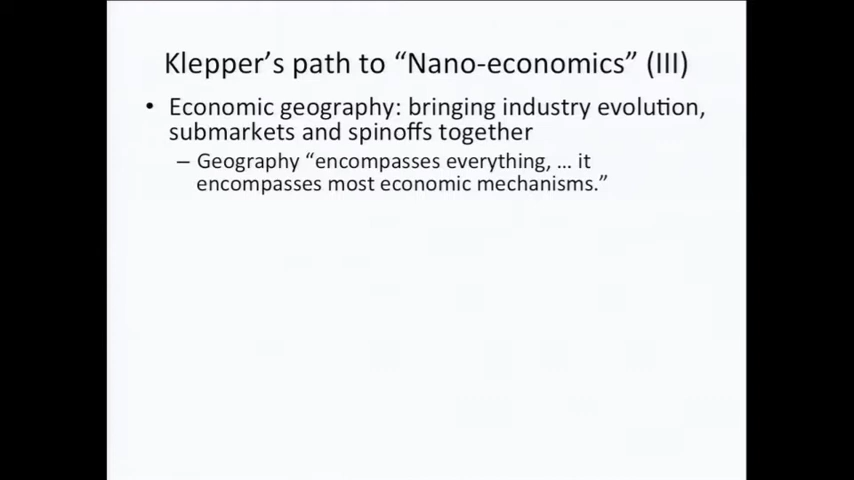 Klepper’s path to “Nano-economics” (III)
• Economic geography: bringing industry evolution,
submarkets and spinoffs together
– Geography “encompasses everything, … it
encompasses most economic mechanisms.”